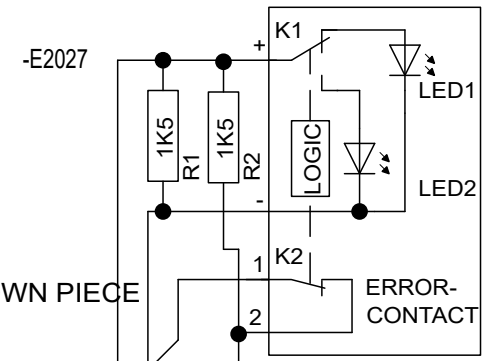 K1
+
-E2027
LED1
1K5
R1
1K5
R2
LOGIC
LED2
-
K2
1
WN PIECE
ERROR-
CONTACT
2